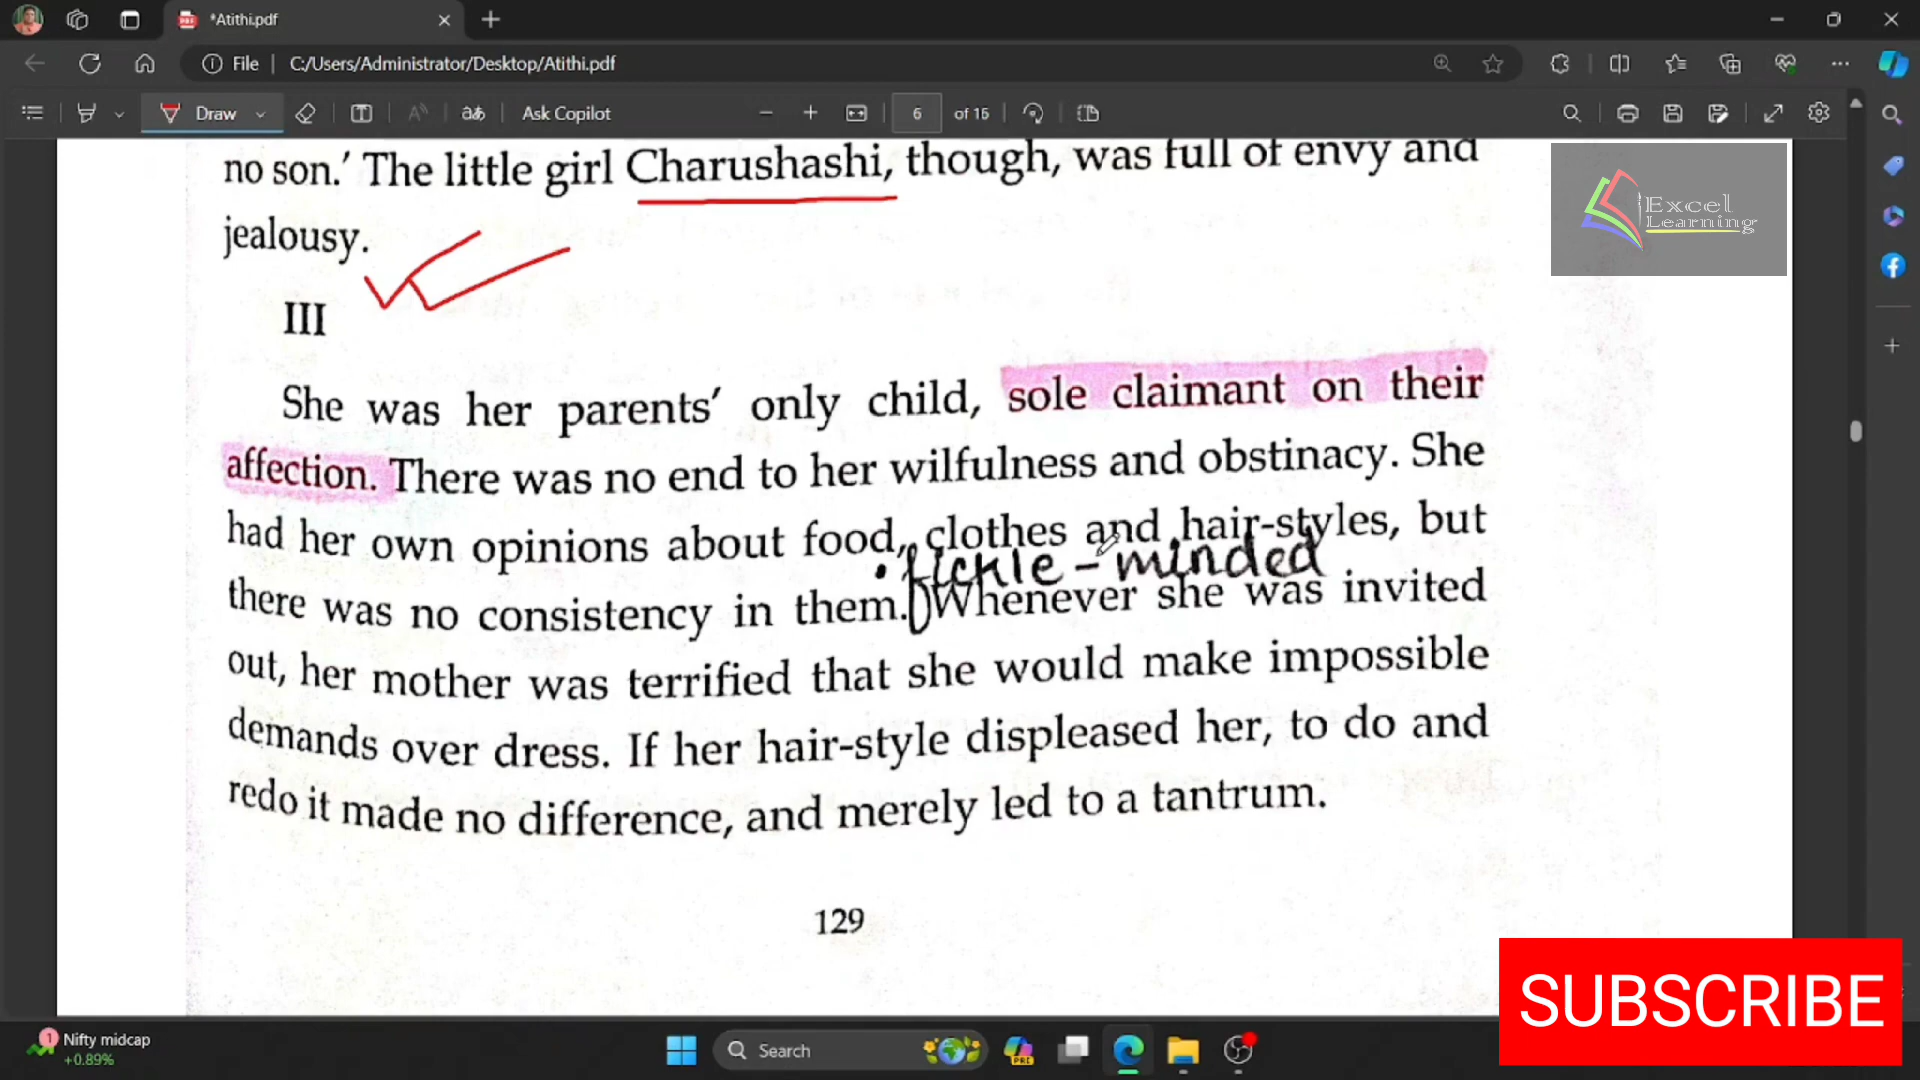 *Atithi.pdf
File | C:/Users/Administrator/Desktop/Atithi.pdf
Draw
aあ
Ask Copilot
6 of 15
no son.' The little girl Charushashi, though, was full of envy and
jealousy.
Excel
Learning
III
She was her parents' only child, sole claimant on their
affection. There was no end to her wilfulness and obstinacy. She
had her own opinions about food, clothes and hair-styles, but
• fickle - minded
there was no consistency in them. Whenever she was invited
out, her mother was terrified that she would make impossible
demands over dress. If her hair-style displeased her, to do and
redo it made no difference, and merely led to a tantrum.
129
SUBSCRIBE
1
Nifty midcap
+0.89%
Search
PRE